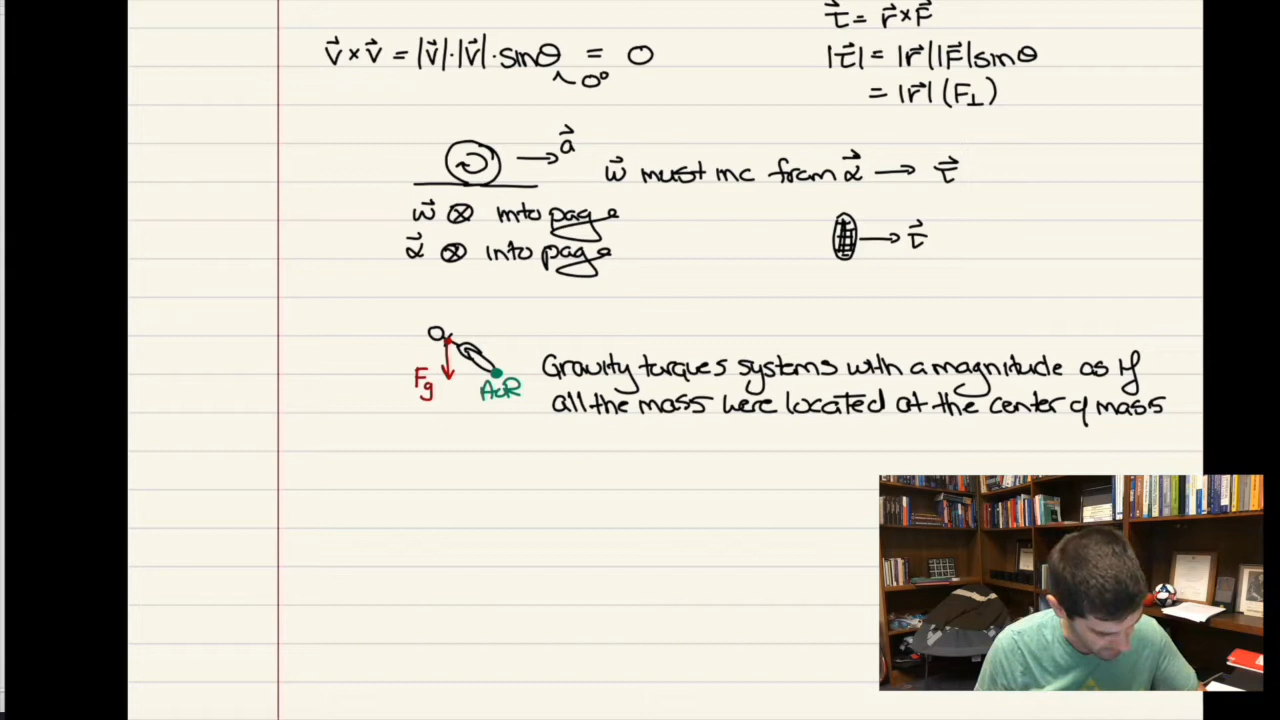 τ⃗ = r⃗ × F⃗
v⃗ × v⃗ = |v⃗|·|v⃗|·sinθ = 0
0°
|τ⃗| = |r⃗||F⃗|sinθ
= |r⃗|(F⊥)
a⃗
ω⃗ must inc from α⃗ → τ⃗
ω⃗ ⊗ into page
→ τ⃗
α⃗ ⊗ into page
Fg
AoR
Gravity torques systems with a magnitude as if
all the mass were located at the center of mass